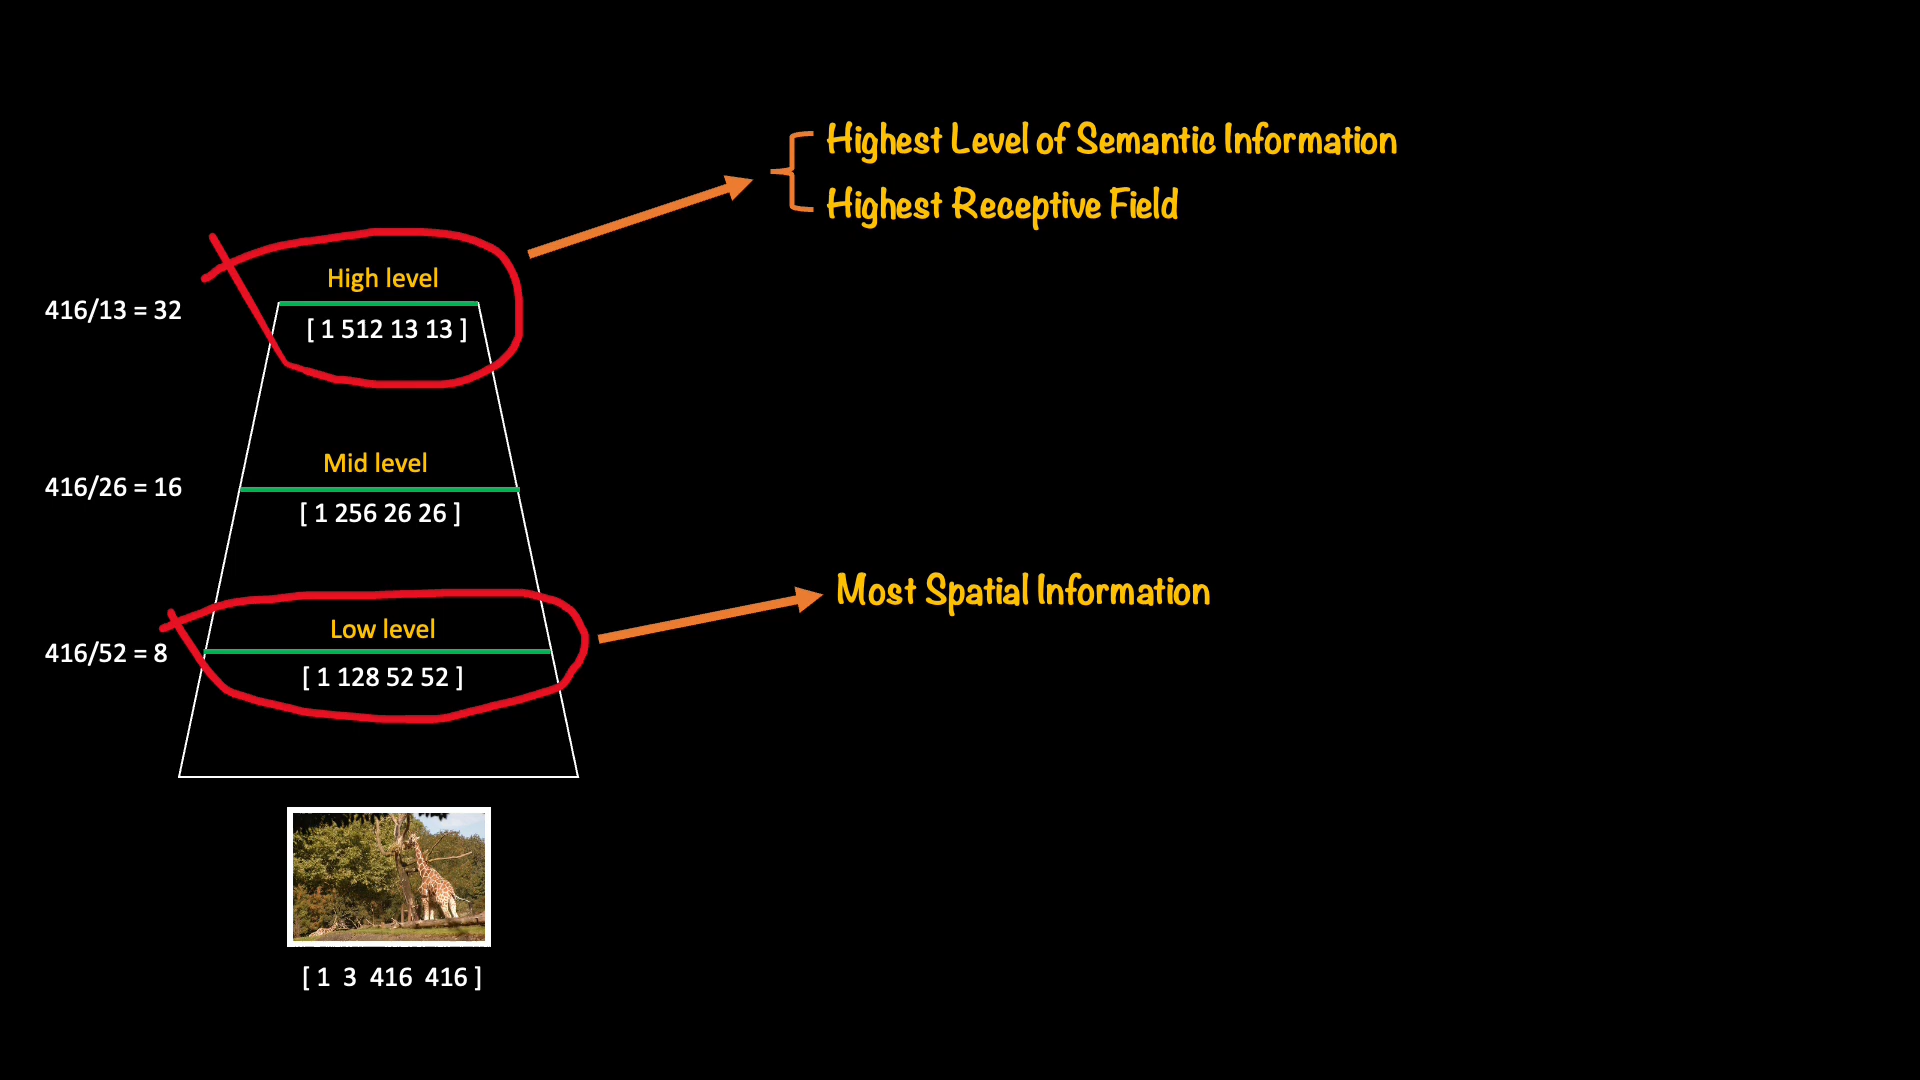 Highest Level of Semantic Information
Highest Receptive Field
High level
416/13 = 32
[ 1 512 13 13 ]
Mid level
416/26 = 16
[ 1 256 26 26 ]
Most Spatial Information
Low level
416/52 = 8
[ 1 128 52 52 ]
[ 1 3 416 416 ]